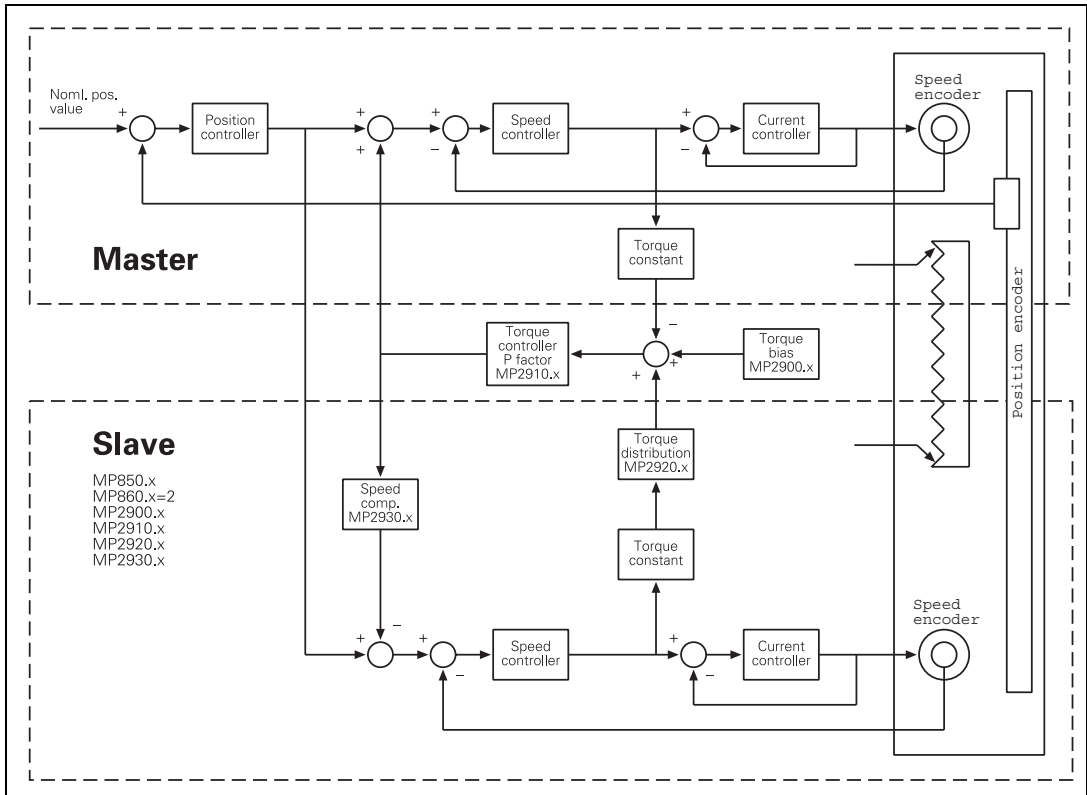 Noml. pos.
value
+
Position
controller
+
+
+
−
Speed
controller
+
−
Current
controller
Speed
encoder
Master
Torque
constant
−
Torque
controller
P factor
MP2910.x
+
+
Torque
bias
MP2900.x
Position encoder
Slave
MP850.x
MP860.x=2
MP2900.x
MP2910.x
MP2920.x
MP2930.x
Torque
distribution
MP2920.x
Speed
comp.
MP2930.x
Torque
constant
Speed
encoder
+
−
+
−
Speed
controller
+
−
Current
controller